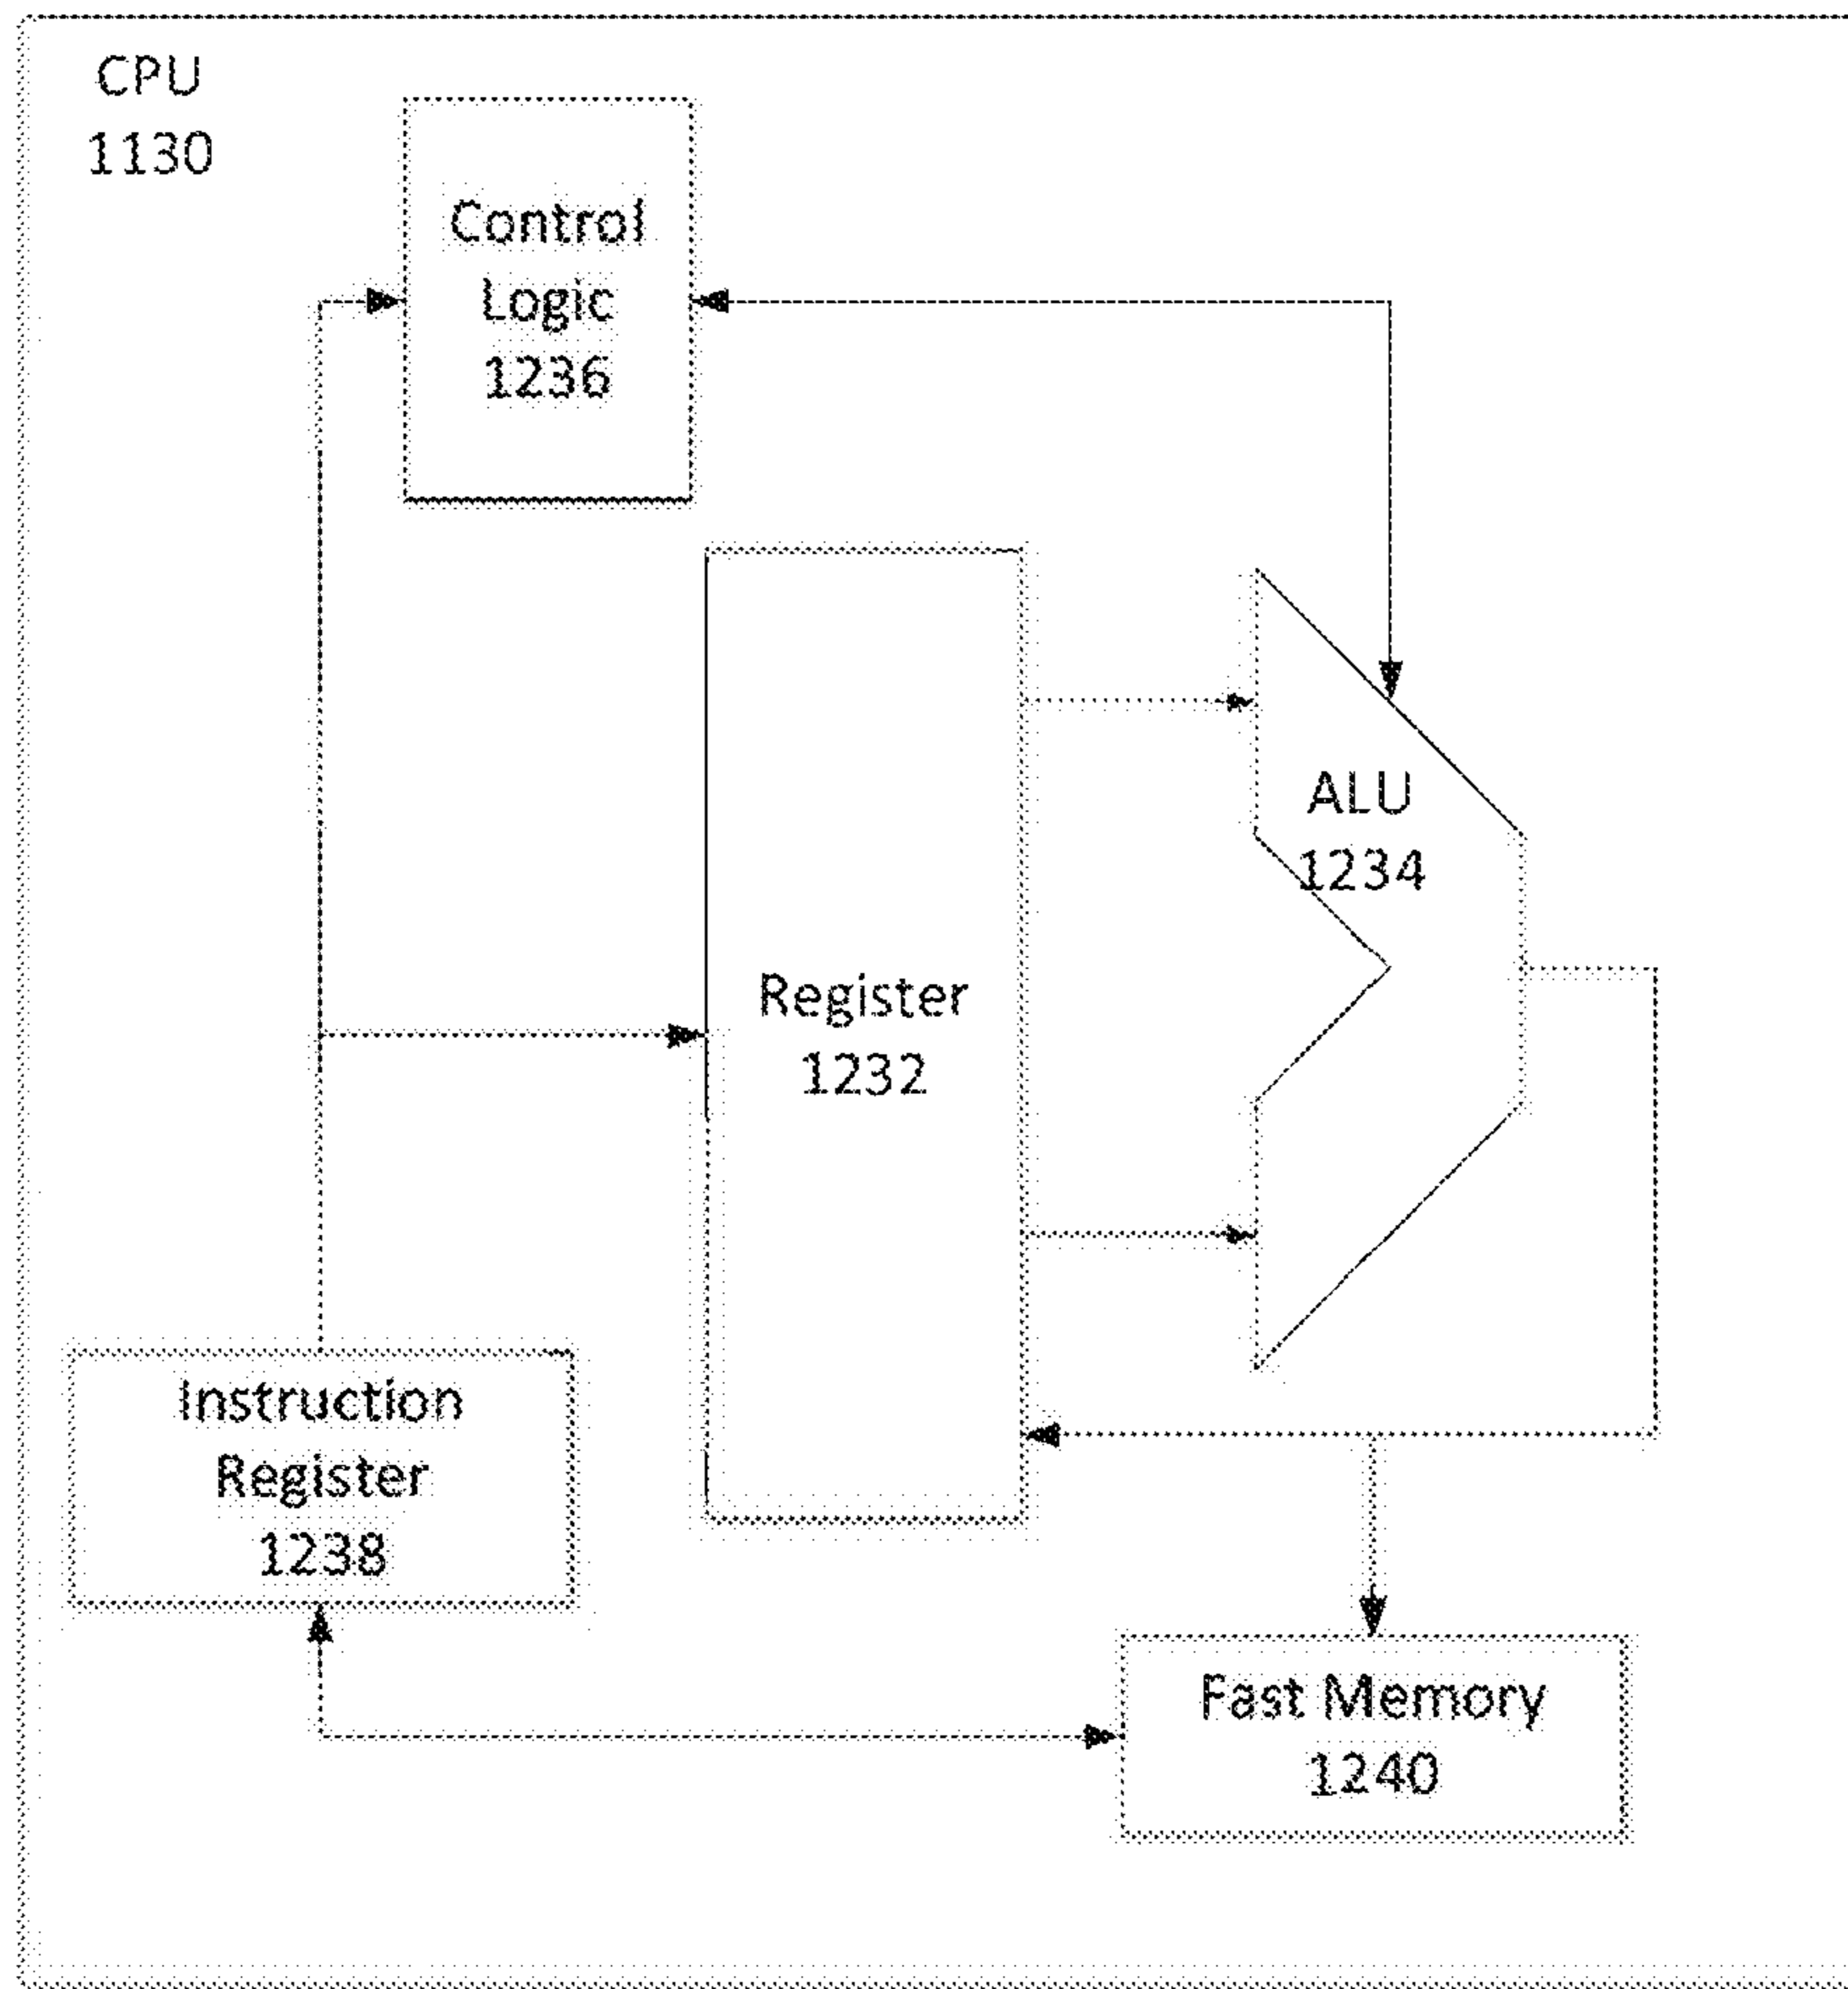 CPU
1130
Control
Logic
1236
ALU
1234
Register
1232
Instruction
Register
1238
Fast Memory
1240